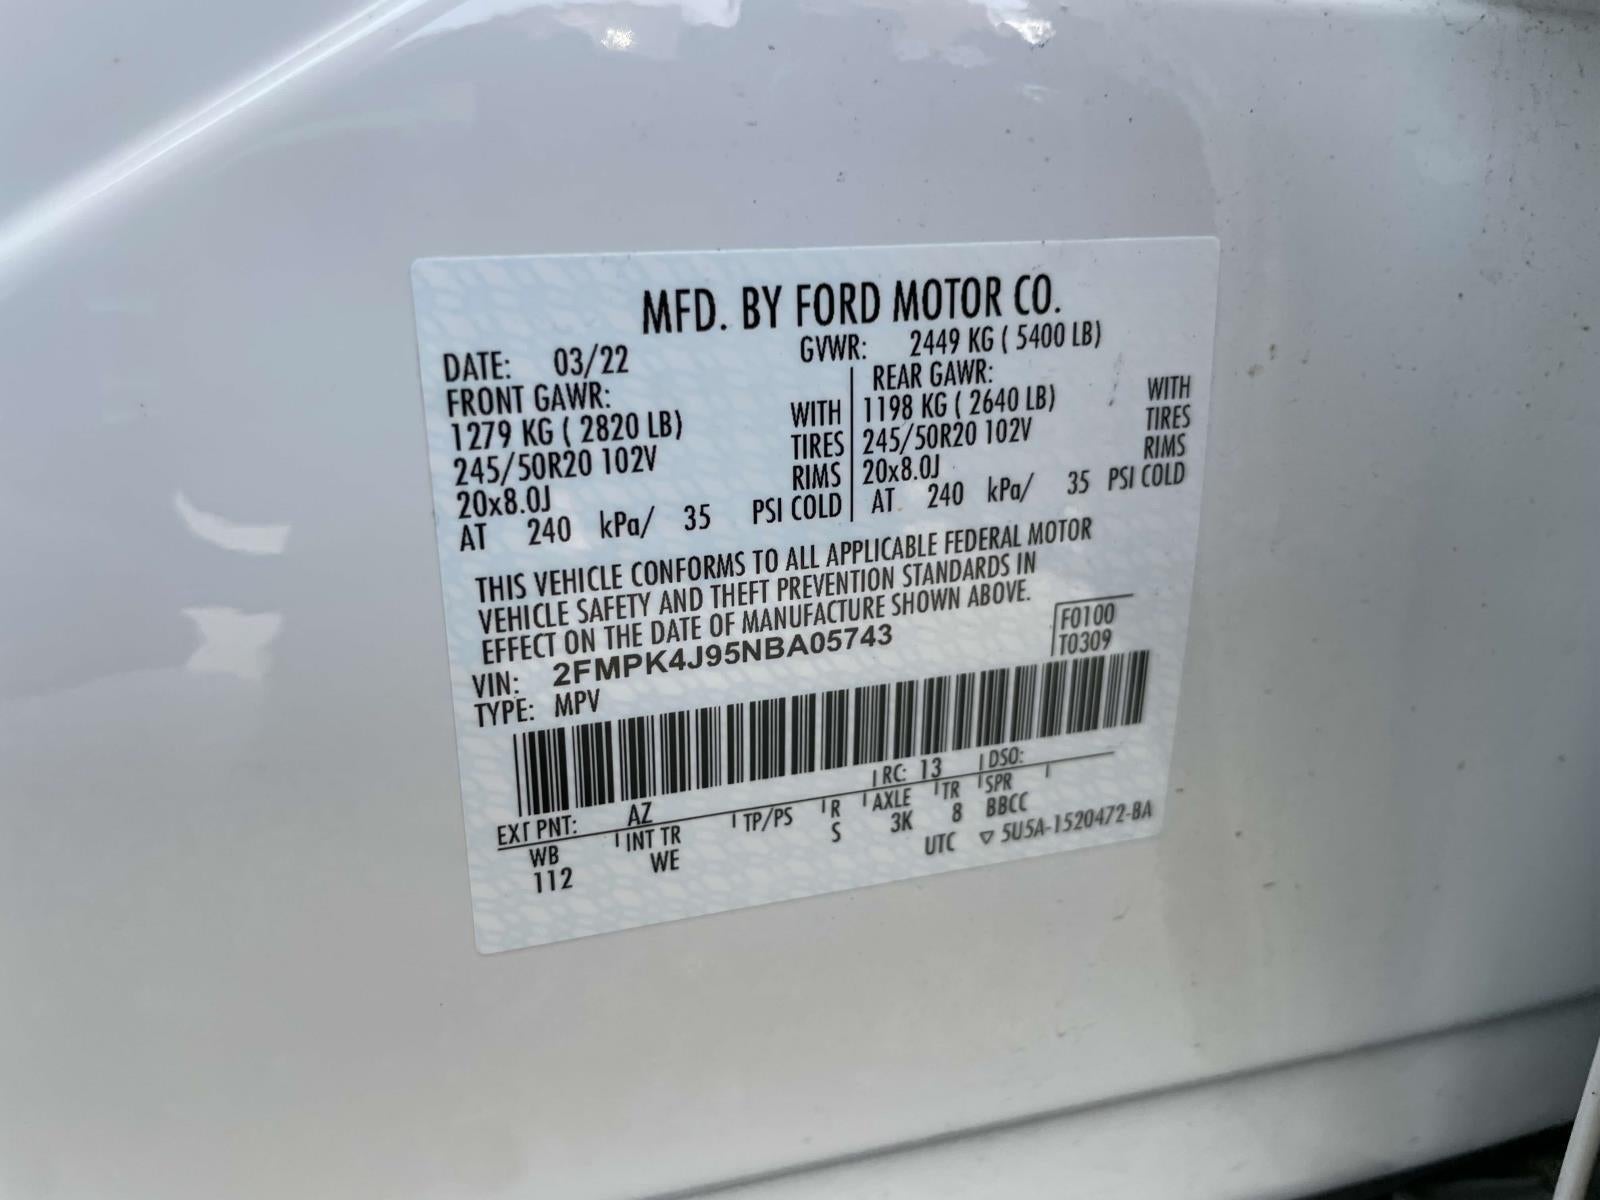 MFD. BY FORD MOTOR CO.
DATE: 03/22 GVWR: 2449 KG ( 5400 LB)
FRONT GAWR: REAR GAWR:
1279 KG ( 2820 LB) WITH 1198 KG ( 2640 LB) WITH
245/50R20 102V TIRES 245/50R20 102V TIRES
20x8.0J RIMS 20x8.0J RIMS
AT 240 kPa/ 35 PSI COLD AT 240 kPa/ 35 PSI COLD
THIS VEHICLE CONFORMS TO ALL APPLICABLE FEDERAL MOTOR
VEHICLE SAFETY AND THEFT PREVENTION STANDARDS IN
EFFECT ON THE DATE OF MANUFACTURE SHOWN ABOVE.
VIN: 2FMPK4J95NBA05743 F0100
TYPE: MPV T0309
EXT PNT: AZ RC: 13 DSO:
WB INT TR TP/PS R AXLE TR SPR
112 WE S 3K 8 BBCC
UTC ▽ 5U5A-1520472-BA